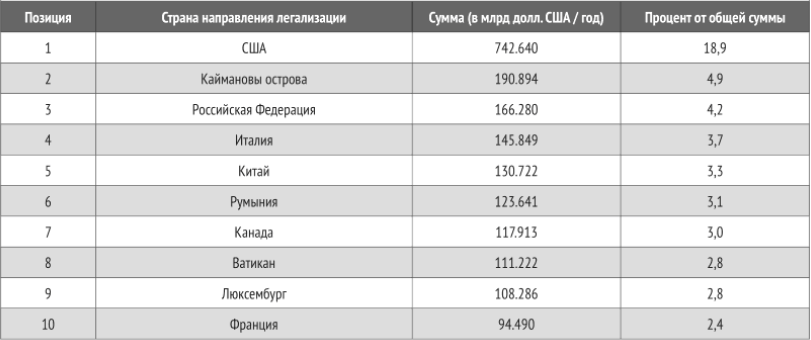 Позиция Страна направления легализации Сумма (в млрд долл. США / год) Процент от общей суммы
1 США 742.640 18,9
2 Каймановы острова 190.894 4,9
3 Российская Федерация 166.280 4,2
4 Италия 145.849 3,7
5 Китай 130.722 3,3
6 Румыния 123.641 3,1
7 Канада 117.913 3,0
8 Ватикан 111.222 2,8
9 Люксембург 108.286 2,8
10 Франция 94.490 2,4